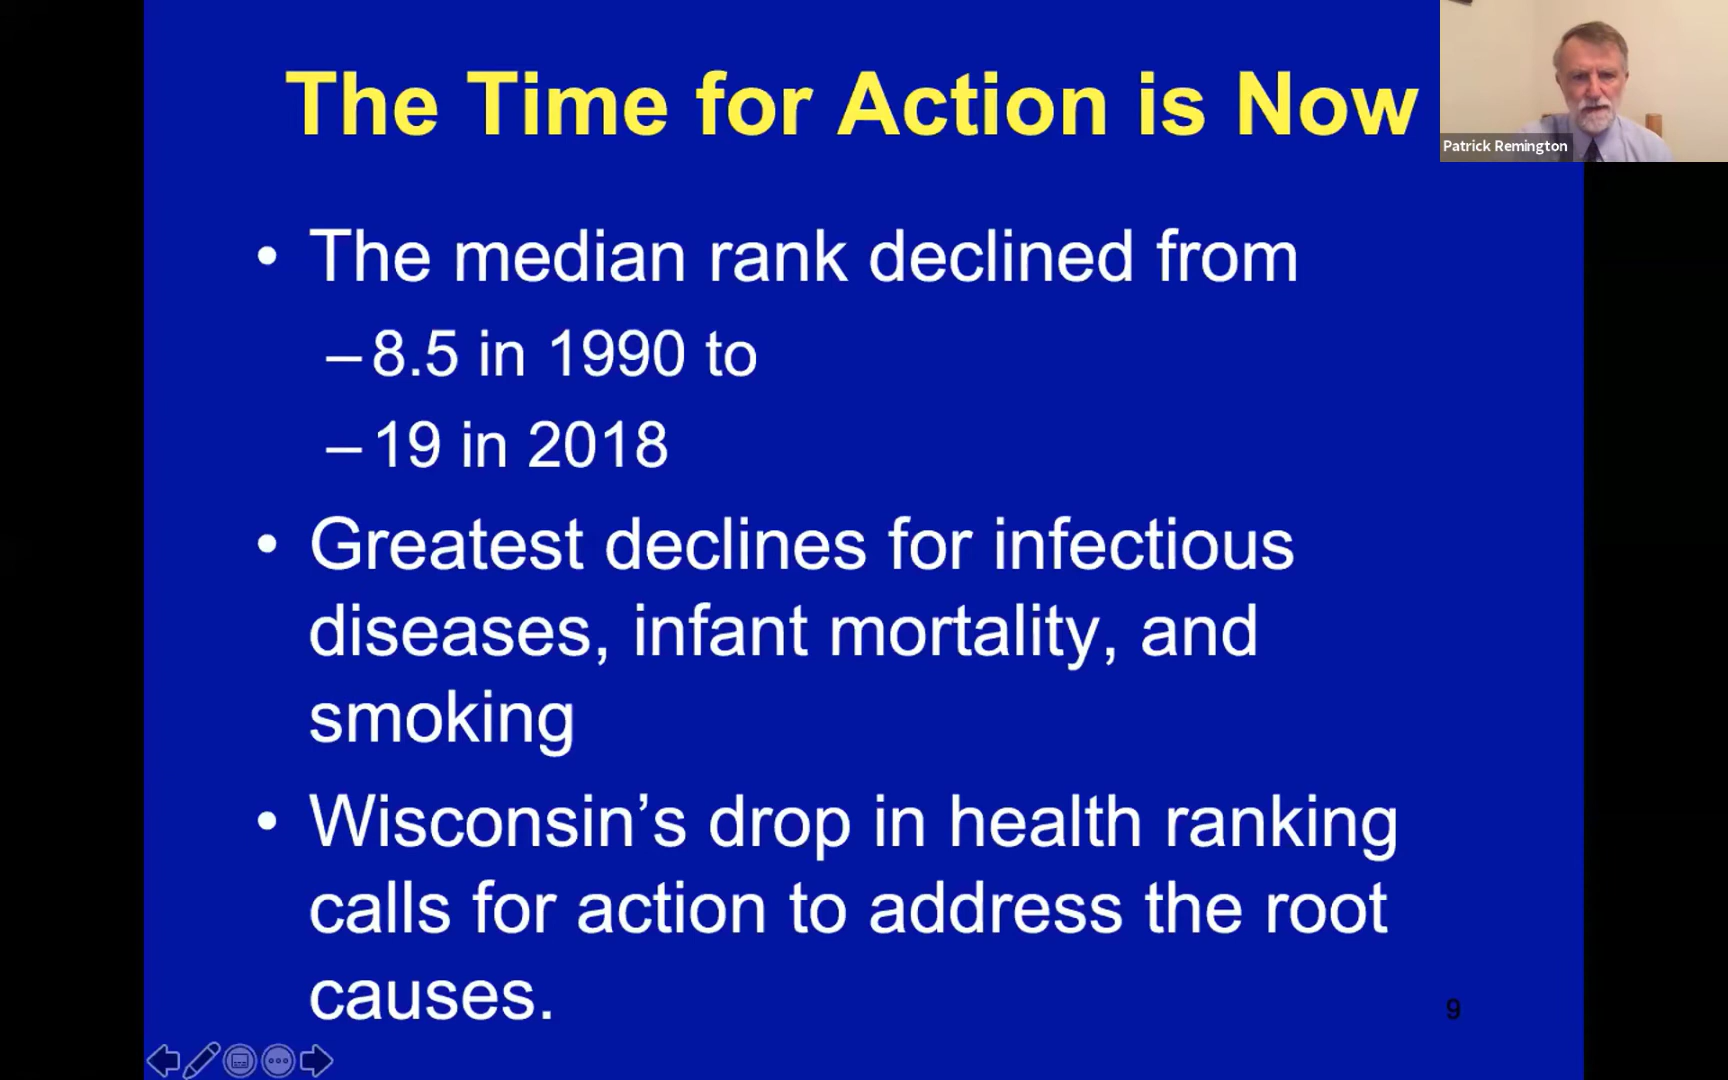 The Time for Action is Now
Patrick Remington
• The median rank declined from
– 8.5 in 1990 to
– 19 in 2018
• Greatest declines for infectious
diseases, infant mortality, and
smoking
• Wisconsin’s drop in health ranking
calls for action to address the root
causes.
9